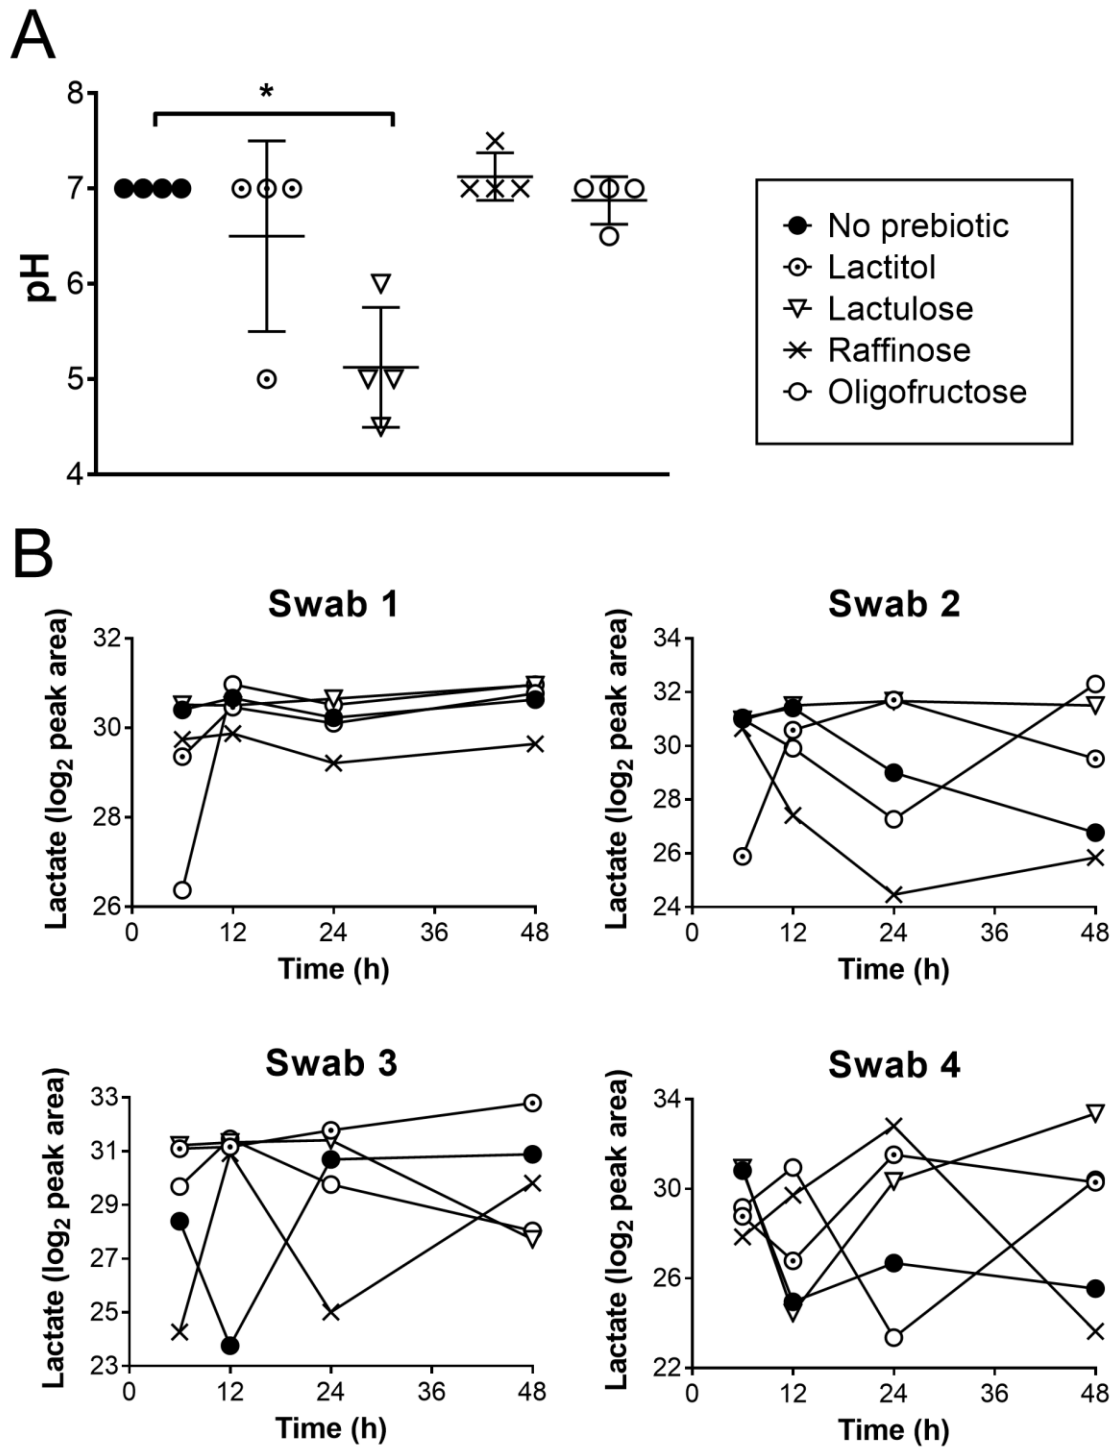 A
8
7
6
5
4
pH
*
No prebiotic
Lactitol
Lactulose
Raffinose
Oligofructose
B
Swab 1
Lactate (log2 peak area)
32
30
28
26
0 12 24 36 48
Time (h)
Swab 2
Lactate (log2 peak area)
34
32
30
28
26
24
0 12 24 36 48
Time (h)
Swab 3
Lactate (log2 peak area)
33
31
29
27
25
23
0 12 24 36 48
Time (h)
Swab 4
Lactate (log2 peak area)
34
30
26
22
0 12 24 36 48
Time (h)